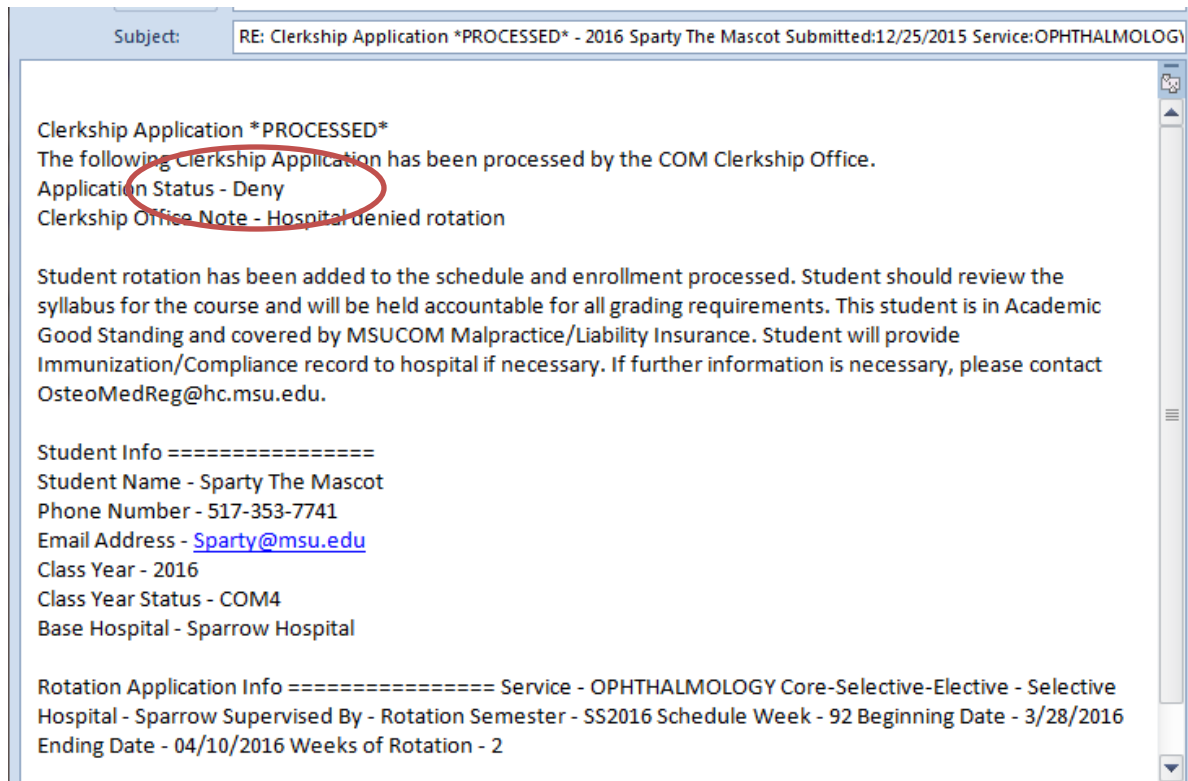 Subject: RE: Clerkship Application *PROCESSED* - 2016 Sparty The Mascot Submitted:12/25/2015 Service:OPHTHALMOLOGY
Clerkship Application *PROCESSED*
The following Clerkship Application has been processed by the COM Clerkship Office.
Application Status - Deny
Clerkship Office Note - Hospital denied rotation
Student rotation has been added to the schedule and enrollment processed. Student should review the
syllabus for the course and will be held accountable for all grading requirements. This student is in Academic
Good Standing and covered by MSUCOM Malpractice/Liability Insurance. Student will provide
Immunization/Compliance record to hospital if necessary. If further information is necessary, please contact
OsteoMedReg@hc.msu.edu.
Student Info ================
Student Name - Sparty The Mascot
Phone Number - 517-353-7741
Email Address - Sparty@msu.edu
Class Year - 2016
Class Year Status - COM4
Base Hospital - Sparrow Hospital
Rotation Application Info ================ Service - OPHTHALMOLOGY Core-Selective-Elective - Selective
Hospital - Sparrow Supervised By - Rotation Semester - SS2016 Schedule Week - 92 Beginning Date - 3/28/2016
Ending Date - 04/10/2016 Weeks of Rotation - 2